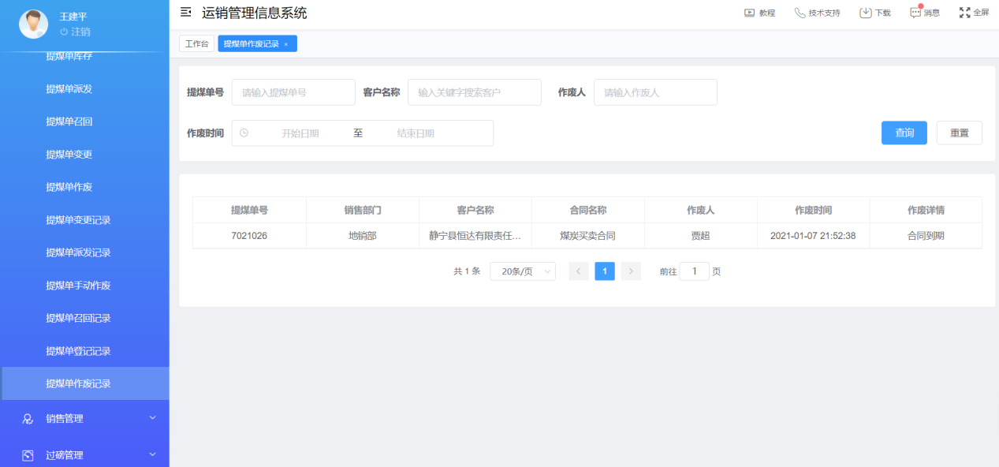 王建平
注销
提煤单库存
提煤单派发
提煤单召回
提煤单变更
提煤单作废
提煤单变更记录
提煤单派发记录
提煤单手动作废
提煤单召回记录
提煤单登记记录
提煤单作废记录
销售管理
过磅管理
运销管理信息系统
教程 技术支持 下载 消息 全屏
工作台 提煤单作废记录 ×
提煤单号 请输入提煤单号 客户名称 输入关键字搜索客户 作废人 请输入作废人
作废时间 开始日期 至 结束日期 查询 重置
提煤单号 销售部门 客户名称 合同名称 作废人 作废时间 作废详情
7021026 地销部 静宁县恒达有限责任... 煤炭买卖合同 贾超 2021-01-07 21:52:38 合同到期
共 1 条 20条/页 < 1 > 前往 1 页